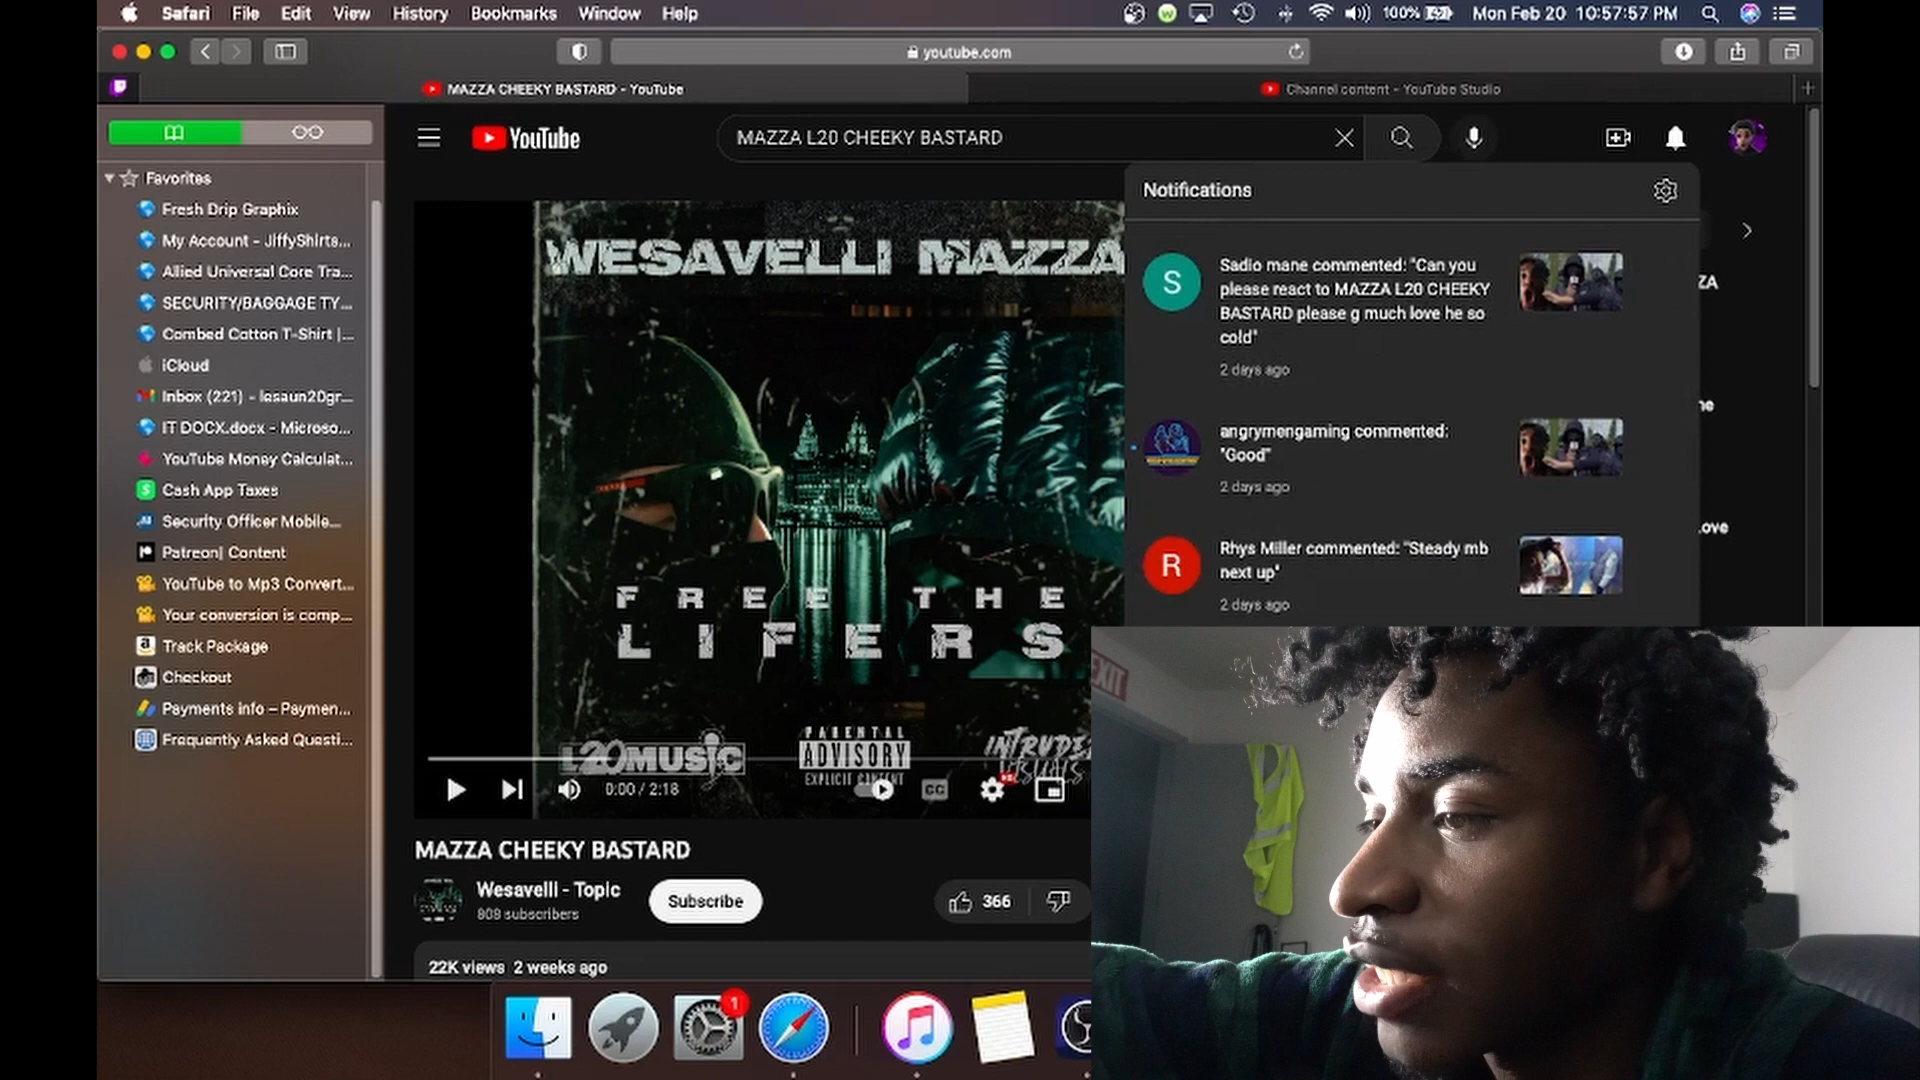 Safari File Edit View History Bookmarks Window Help
100% Mon Feb 20 10:57:57 PM
youtube.com
MAZZA CHEEKY BASTARD - YouTube
Channel content - YouTube Studio
Favorites
Fresh Drip Graphix
My Account - JiffyShirts...
Allied Universal Core Tra...
SECURITY/BAGGAGE TY...
Combed Cotton T-Shirt |...
iCloud
Inbox (221) - lesaun20gr...
IT DOCX.docx - Microso...
YouTube Money Calculat...
Cash App Taxes
Security Officer Mobile...
Patreon| Content
YouTube to Mp3 Convert...
Your conversion is comp...
Track Package
Checkout
Payments info – Paymen...
Frequently Asked Questi...
YouTube
MAZZA L20 CHEEKY BASTARD
WESAVELLI MAZZA
FREE THE
LIFERS
L20MUSIC
PARENTAL
ADVISORY
EXPLICIT CONTENT
0:00 / 2:18
CC
MAZZA CHEEKY BASTARD
Wesavelli - Topic
808 subscribers
Subscribe
366
22K views 2 weeks ago
Notifications
S
Sadio mane commented: "Can you
please react to MAZZA L20 CHEEKY
BASTARD please g much love he so
cold"
2 days ago
angrymengaming commented:
"Good"
2 days ago
R
Rhys Miller commented: "Steady mb
next up"
2 days ago
EXIT
1